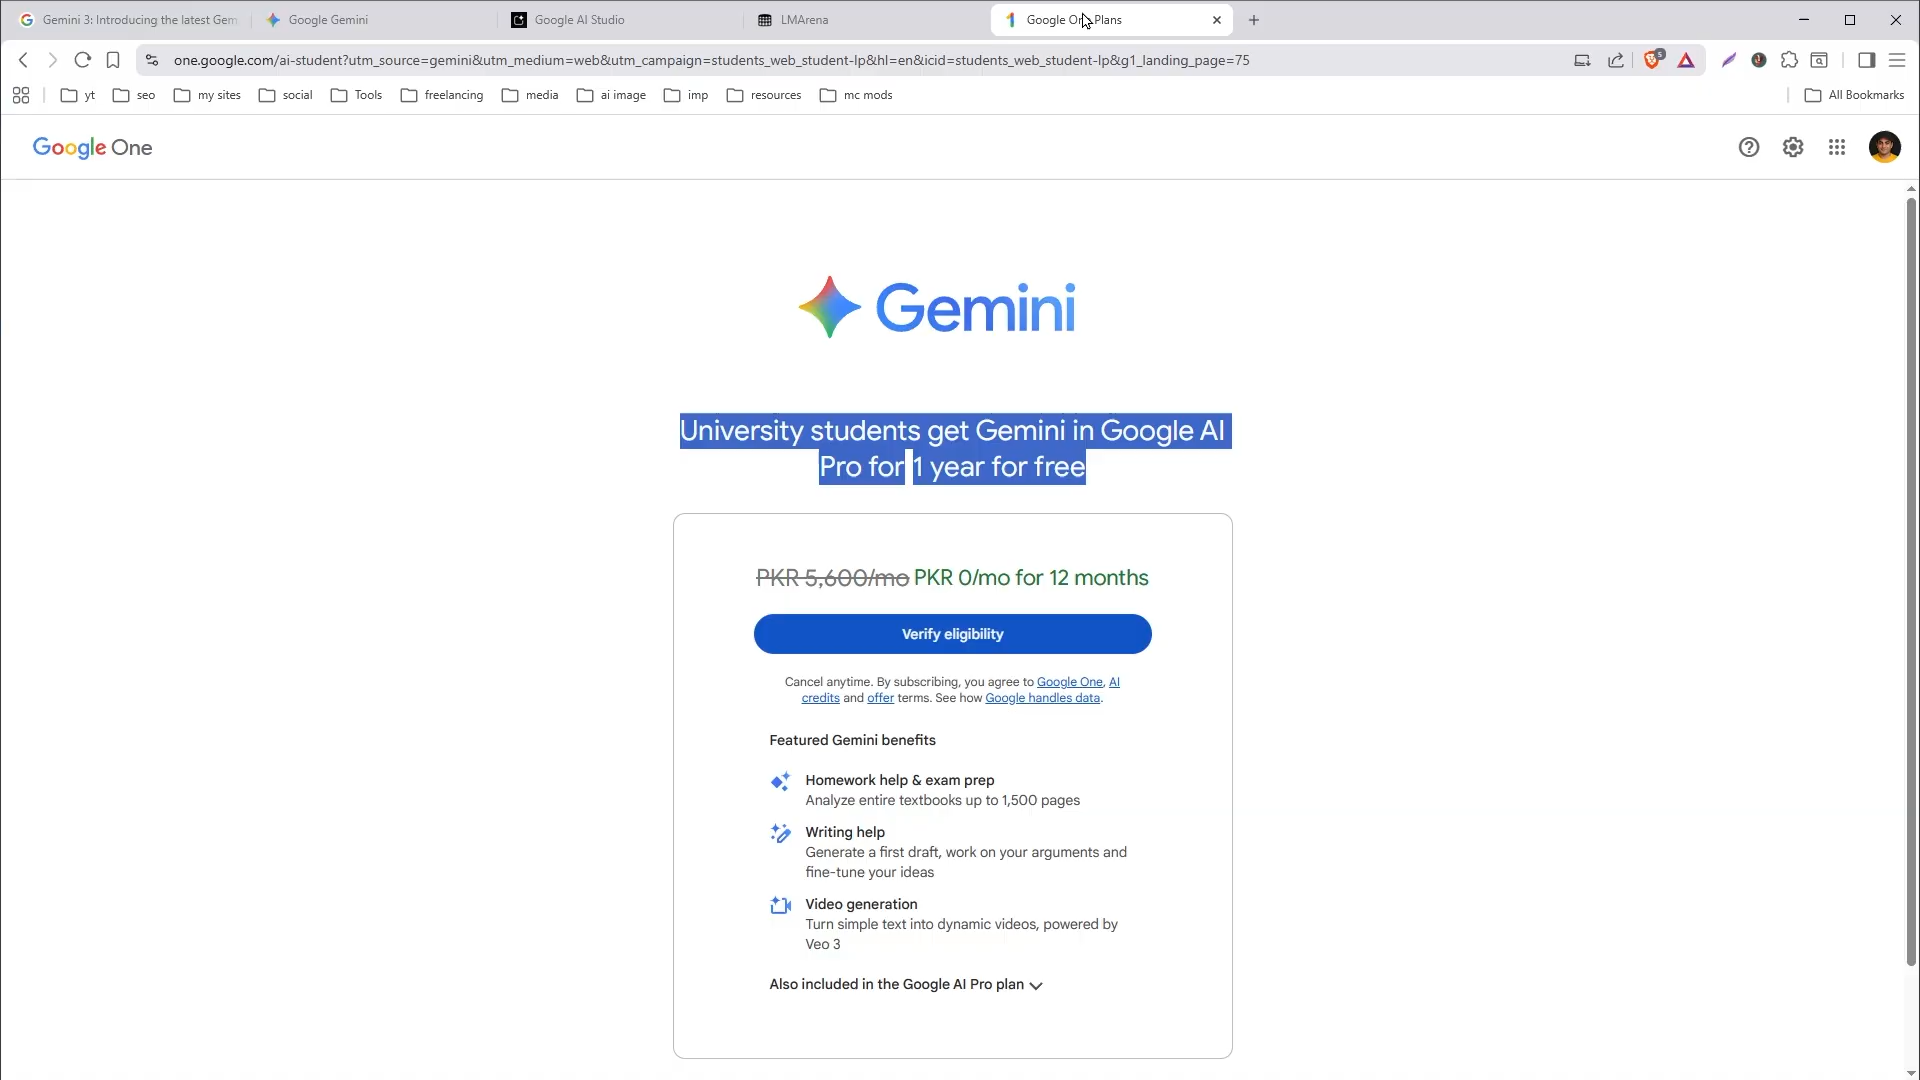 Gemini 3: Introducing the latest Gem
Google Gemini
Google AI Studio
LMArena
Google One Plans
one.google.com/ai-student?utm_source=gemini&utm_medium=web&utm_campaign=students_web_student-lp&hl=en&icid=students_web_student-lp&g1_landing_page=75
5
yt
seo
my sites
social
Tools
freelancing
media
ai image
imp
resources
mc mods
All Bookmarks
Google One
Gemini
University students get Gemini in Google AI
Pro for 1 year for free
PKR 5,600/mo PKR 0/mo for 12 months
Verify eligibility
Cancel anytime. By subscribing, you agree to Google One, AI
credits and offer terms. See how Google handles data.
Featured Gemini benefits
Homework help & exam prep
Analyze entire textbooks up to 1,500 pages
Writing help
Generate a first draft, work on your arguments and
fine-tune your ideas
Video generation
Turn simple text into dynamic videos, powered by
Veo 3
Also included in the Google AI Pro plan